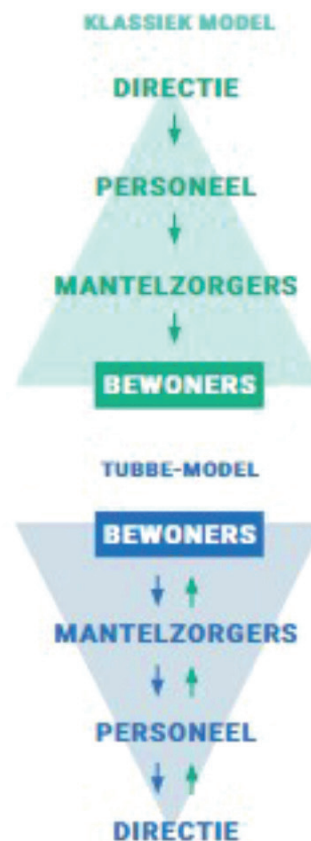 KLASSIEK MODEL
DIRECTIE
PERSONEEL
MANTELZORGERS
BEWONERS
TUBBE-MODEL
BEWONERS
MANTELZORGERS
PERSONEEL
DIRECTIE